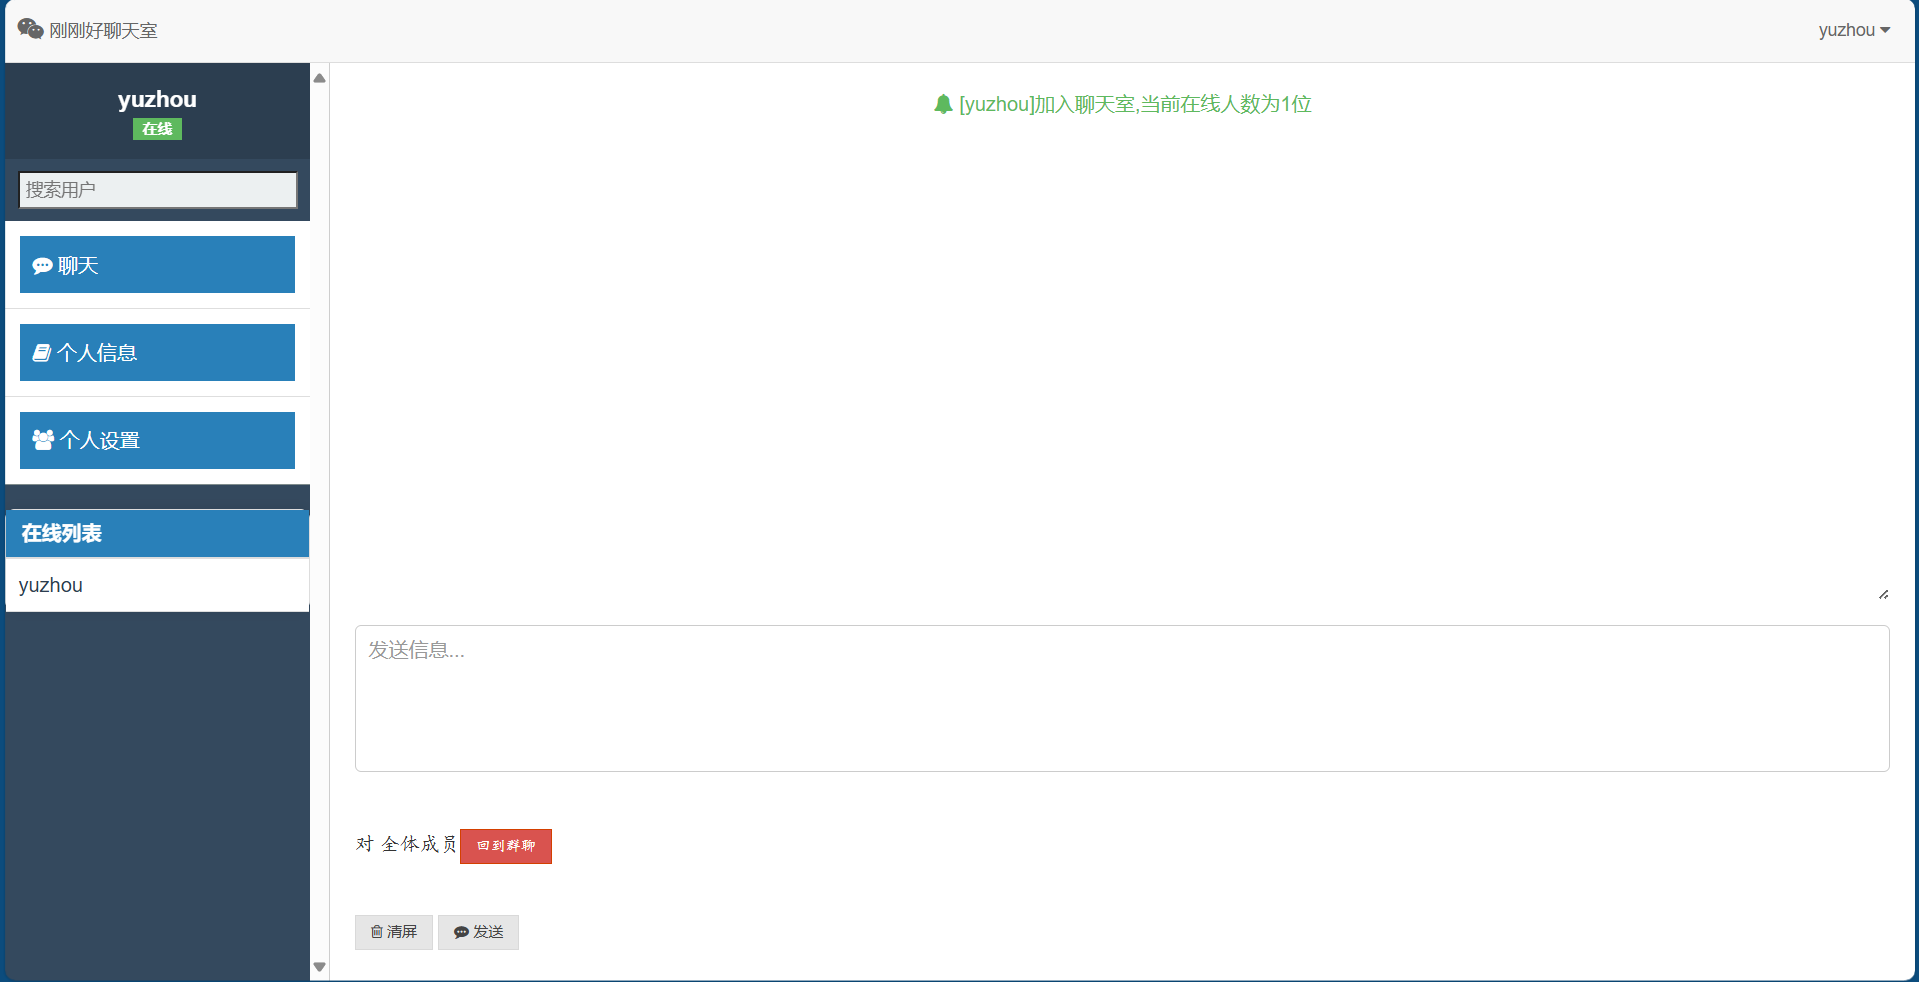 刚刚好聊天室
yuzhou
yuzhou
在线
搜索用户
聊天
个人信息
个人设置
在线列表
yuzhou
[yuzhou]加入聊天室,当前在线人数为1位
发送信息...
对 全体成员 回到群聊
清屏 发送